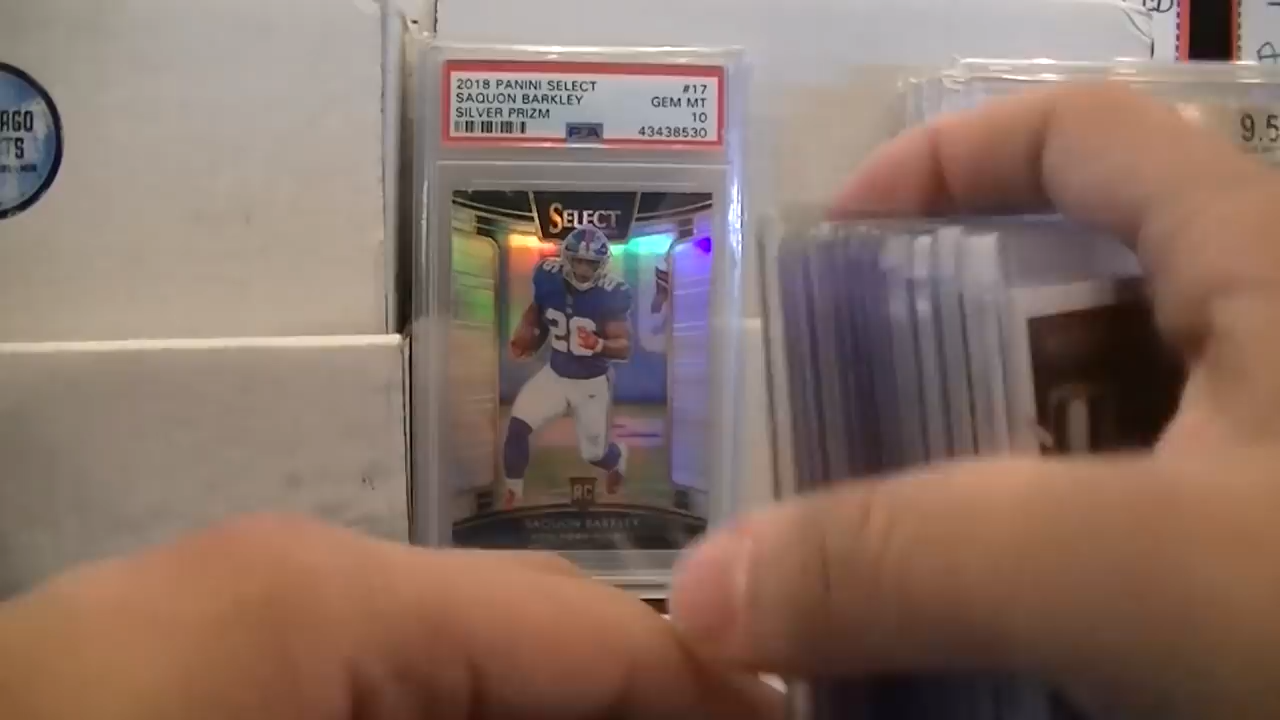 2018 PANINI SELECT #17
SAQUON BARKLEY GEM MT
SILVER PRIZM 10
PSA 43438530
SELECT
26
RC
SAQUON BARKLEY
9.5